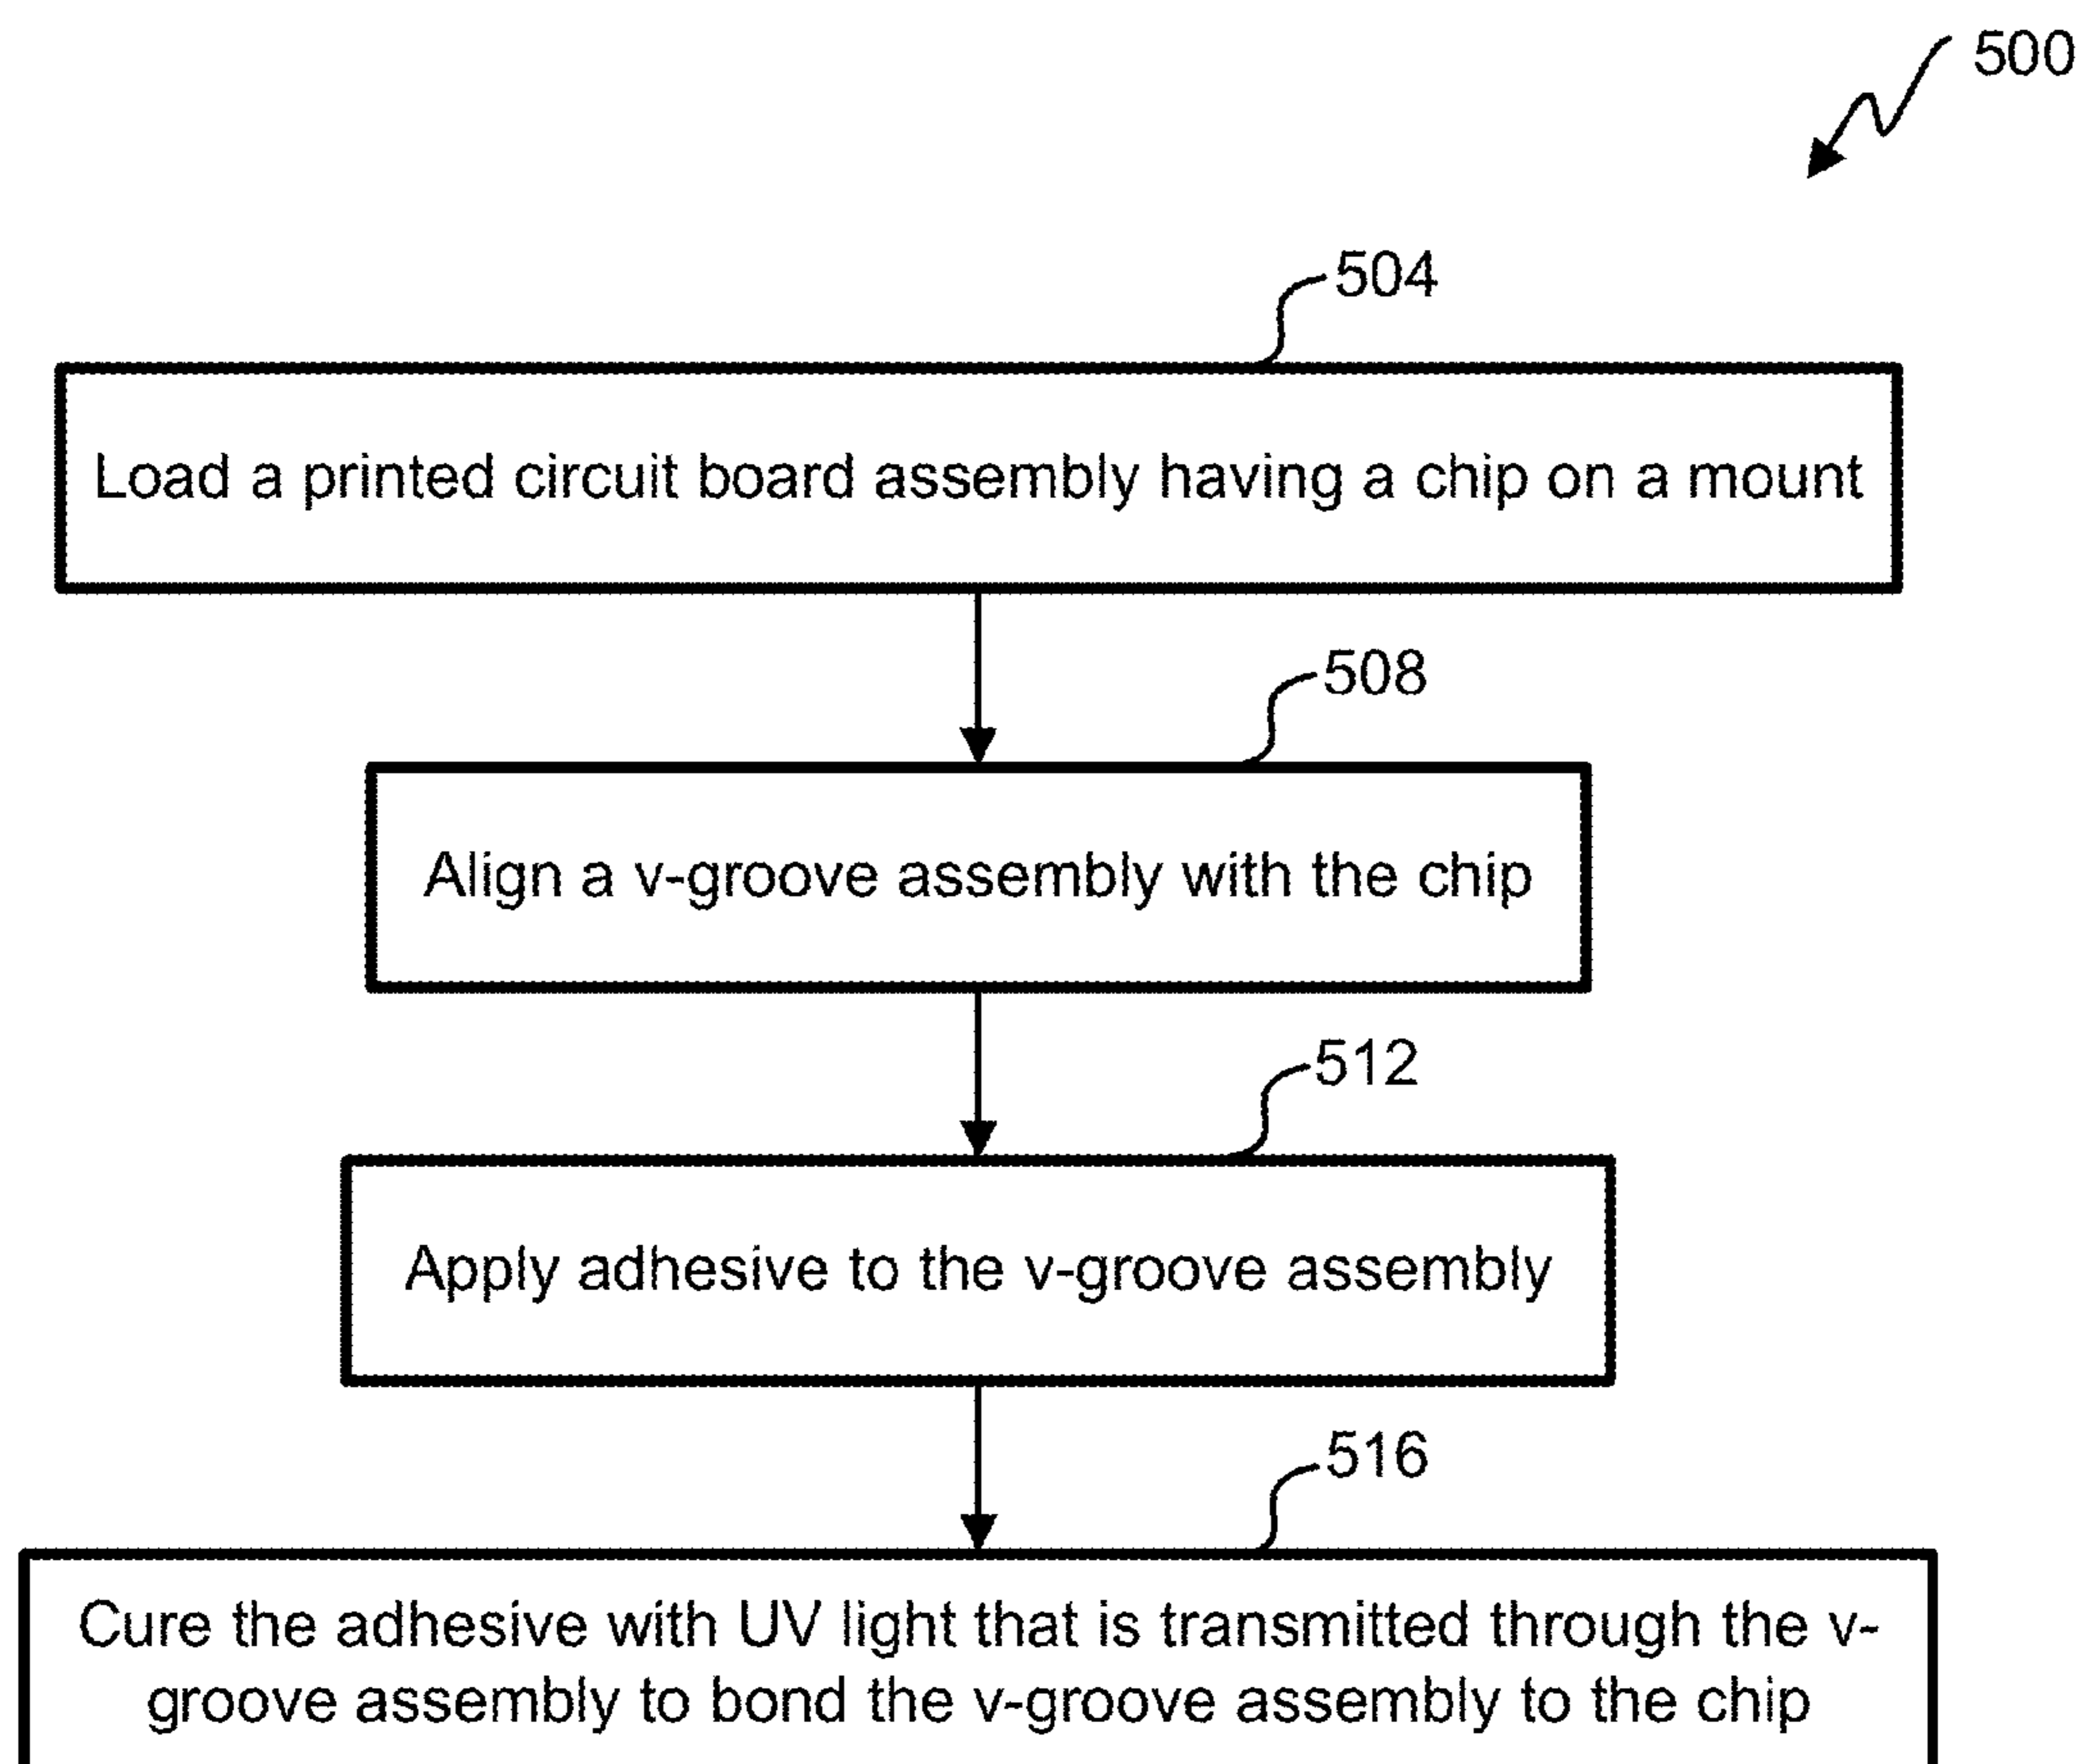 500
504
Load a printed circuit board assembly having a chip on a mount
508
Align a v-groove assembly with the chip
512
Apply adhesive to the v-groove assembly
516
Cure the adhesive with UV light that is transmitted through the v-
groove assembly to bond the v-groove assembly to the chip